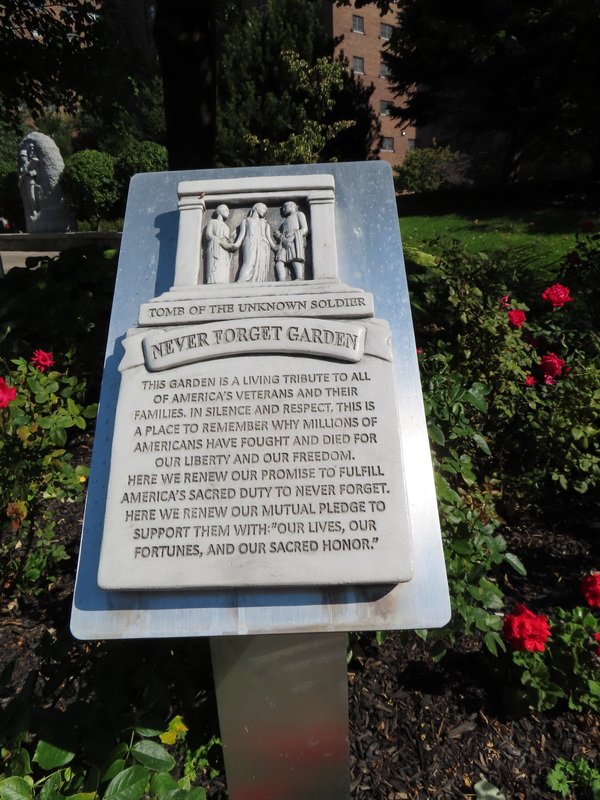 TOMB OF THE UNKNOWN SOLDIER
NEVER FORGET GARDEN
THIS GARDEN IS A LIVING TRIBUTE TO ALL
OF AMERICA'S VETERANS AND THEIR
FAMILIES. IN SILENCE AND RESPECT, THIS IS
A PLACE TO REMEMBER WHY MILLIONS OF
AMERICANS HAVE FOUGHT AND DIED FOR
OUR LIBERTY AND OUR FREEDOM.
HERE WE RENEW OUR PROMISE TO FULFILL
AMERICA'S SACRED DUTY TO NEVER FORGET.
HERE WE RENEW OUR MUTUAL PLEDGE TO
SUPPORT THEM WITH:"OUR LIVES, OUR
FORTUNES, AND OUR SACRED HONOR."